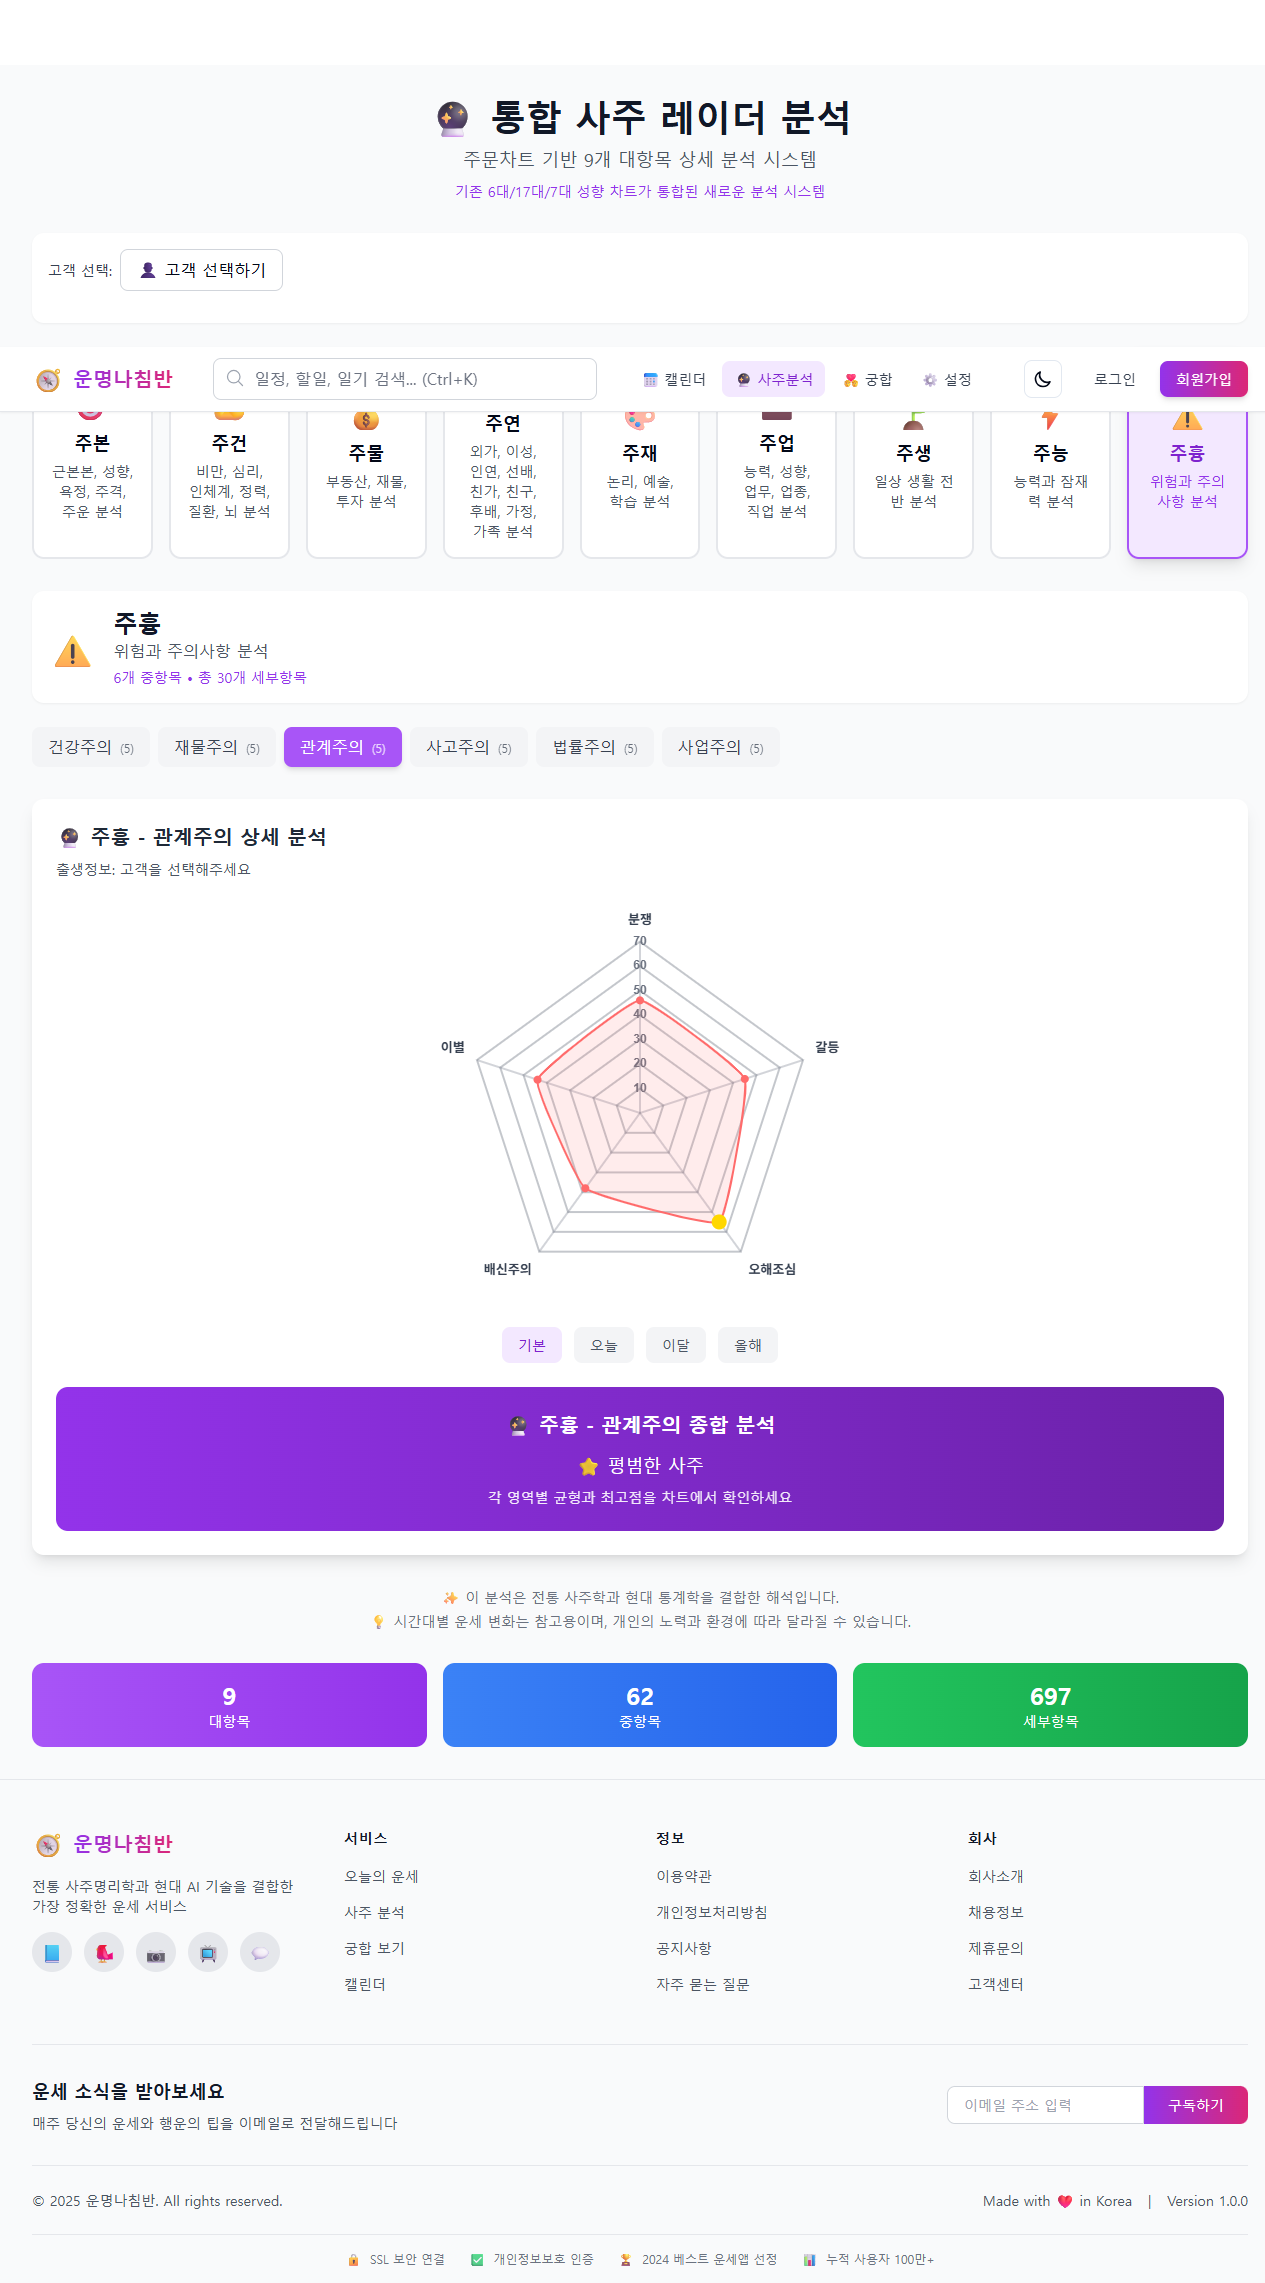 통합 사주 레이더 분석
주문차트 기반 9개 대항목 상세 분석 시스템
기존 6대/17대/7대 성향 차트가 통합된 새로운 분석 시스템
고객 선택: 고객 선택하기
운명나침반
일정, 할일, 일기 검색... (Ctrl+K)
캘린더 사주분석 궁합 설정
로그인 회원가입
주본
근본본, 성향,
욕정, 주격,
주운 분석
주건
비만, 심리,
인체계, 정력,
질환, 뇌 분석
주물
부동산, 재물,
투자 분석
주연
외가, 이성,
인연, 선배,
친가, 친구,
후배, 가정,
가족 분석
주재
논리, 예술,
학습 분석
주업
능력, 성향,
업무, 업종,
직업 분석
주생
일상 생활 전
반 분석
주능
능력과 잠재
력 분석
주흉
위험과 주의
사항 분석
주흉
위험과 주의사항 분석
6개 중항목 • 총 30개 세부항목
건강주의 (5) 재물주의 (5) 관계주의 (5) 사고주의 (5) 법률주의 (5) 사업주의 (5)
주흉 - 관계주의 상세 분석
출생정보: 고객을 선택해주세요
분쟁
70
60
50
40
30
20
10
이별
갈등
배신주의
오해조심
기본 오늘 이달 올해
주흉 - 관계주의 종합 분석
평범한 사주
각 영역별 균형과 최고점을 차트에서 확인하세요
이 분석은 전통 사주학과 현대 통계학을 결합한 해석입니다.
시간대별 운세 변화는 참고용이며, 개인의 노력과 환경에 따라 달라질 수 있습니다.
9
대항목
62
중항목
697
세부항목
운명나침반
전통 사주명리학과 현대 AI 기술을 결합한
가장 정확한 운세 서비스
서비스
오늘의 운세
사주 분석
궁합 보기
캘린더
정보
이용약관
개인정보처리방침
공지사항
자주 묻는 질문
회사
회사소개
채용정보
제휴문의
고객센터
운세 소식을 받아보세요
매주 당신의 운세와 행운의 팁을 이메일로 전달해드립니다
이메일 주소 입력 구독하기
© 2025 운명나침반. All rights reserved.
Made with ❤️ in Korea | Version 1.0.0
SSL 보안 연결 개인정보보호 인증 2024 베스트 운세앱 선정 누적 사용자 100만+